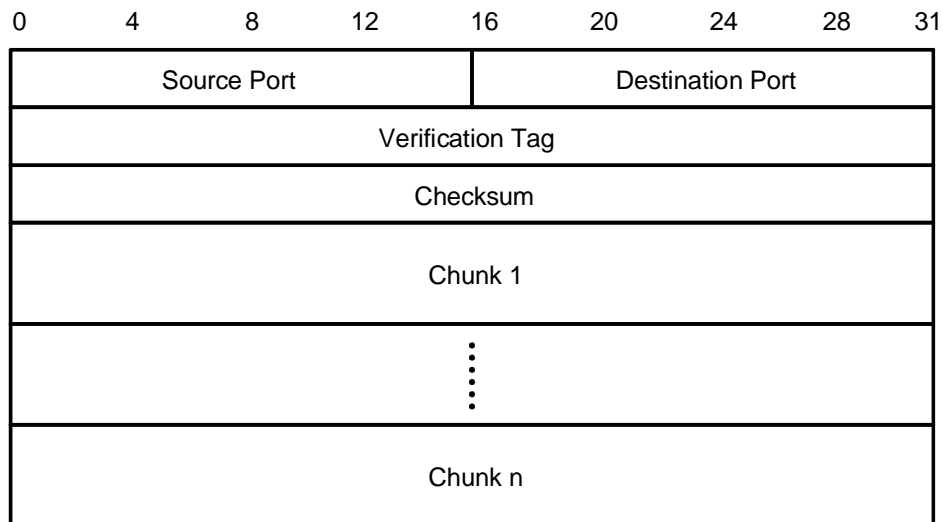 0 4 8 12 16 20 24 28 31
Source Port Destination Port
Verification Tag
Checksum
Chunk 1
Chunk n